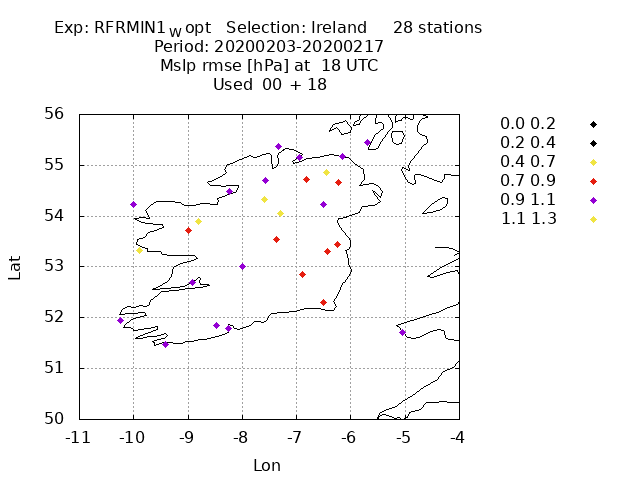 Exp: RFRMIN1 w opt   Selection: Ireland     28 stations
Period: 20200203-20200217
Mslp rmse [hPa] at  18 UTC
Used  00 + 18
56
55
54
53
52
51
50
-11 -10 -9 -8 -7 -6 -5 -4
Lat
Lon
0.0 0.2
0.2 0.4
0.4 0.7
0.7 0.9
0.9 1.1
1.1 1.3